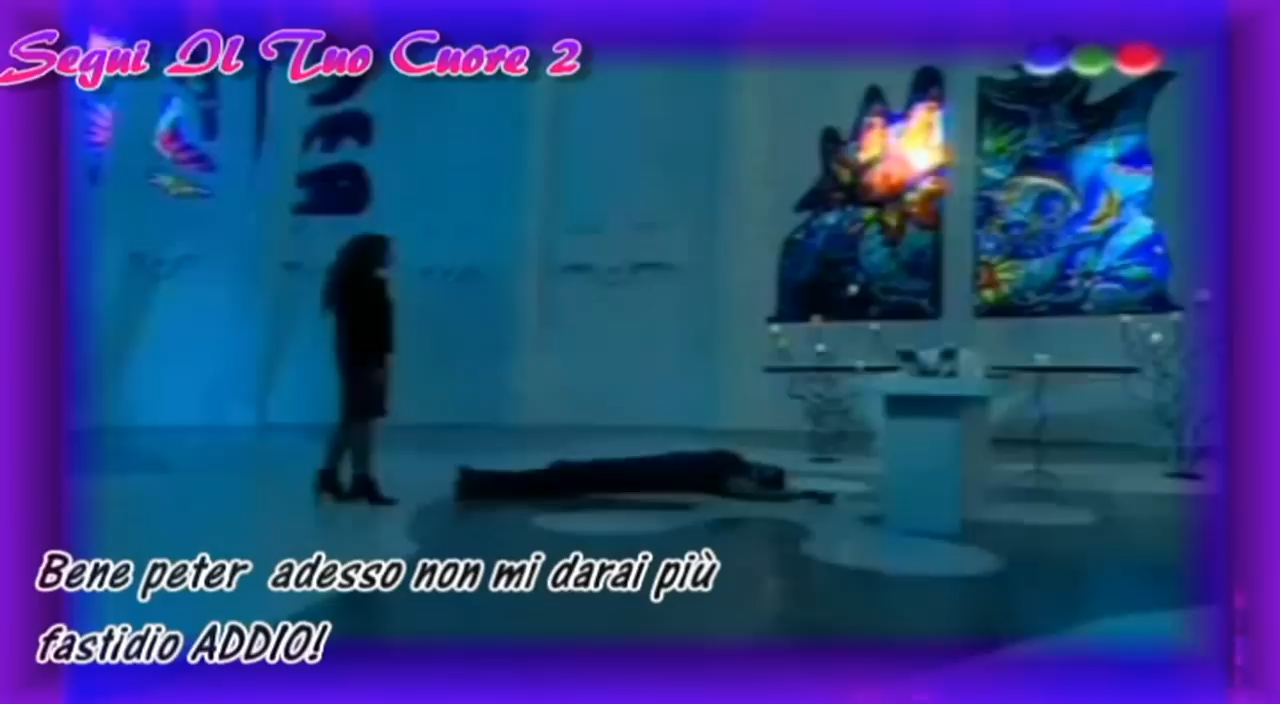 Segui Il Tuo Cuore 2
Bene peter adesso non mi darai più
fastidio ADDIO!